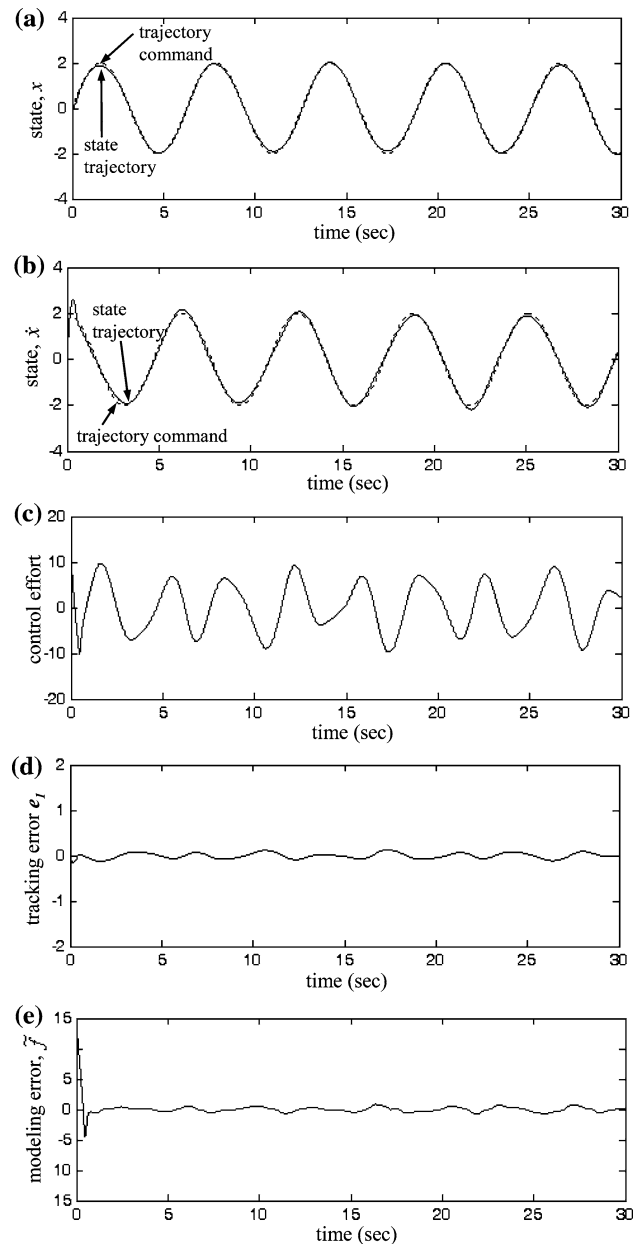 (a)
4
2
0
-2
-4
state, x
trajectory
command
state
trajectory
0 5 10 15 20 25 30
time (sec)
(b)
4
2
0
-2
-4
state, ẋ
state
trajectory
trajectory command
0 5 10 15 20 25 30
time (sec)
(c)
20
10
0
-10
-20
control effort
0 5 10 15 20 25 30
time (sec)
(d)
2
1
0
-1
-2
tracking error e₁
0 5 10 15 20 25 30
time (sec)
(e)
15
5
0
5
10
15
modeling error, f̃
0 5 10 15 20 25 30
time (sec)